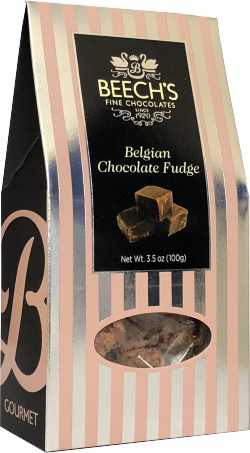 B
BEECH'S
FINE CHOCOLATES
SINCE
1920
Belgian
Chocolate Fudge
Net Wt. 3.5 oz (100g)
B
GOURMET